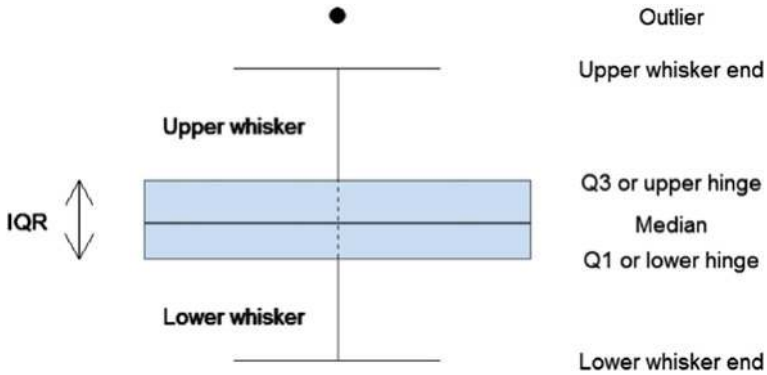 Outlier
Upper whisker end
Upper whisker
Q3 or upper hinge
IQR
Median
Q1 or lower hinge
Lower whisker
Lower whisker end